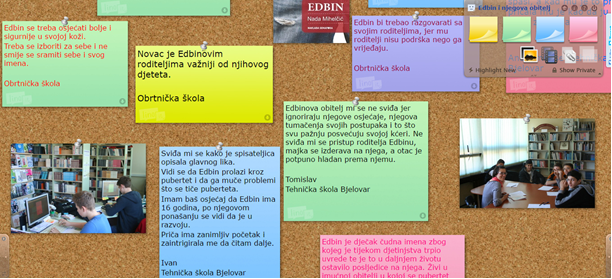 Edbin se treba osjećati bolje i
sigurnije u svojoj koži.
Treba se izboriti za sebe i ne
smije se sramiti sebe i svog
imena.
Obrtnička škola
Novac je Edbinovim
roditeljima važniji od njihovog
djeteta.
Obrtnička škola
EDBIN
Nada Mihelčić
Edbin bi trebao razgovarati sa
svojim roditeljima, jer mu
roditelji nisu podrška nego ga
vrijeđaju.
Obrtnička škola
Edbin i njegova obitelj
Highlight New
Show Private
Edbinova obitelj mi se ne sviđa jer
ignoriraju njegove osjećaje, njegova
tumačenja svojih postupaka i to što
svu pažnju posvećuju svojoj kćeri. Ne
sviđa mi se pristup roditelja Edbinu,
majka se izderava na njega, a otac je
potpuno hladan prema njemu.
Tomislav
Tehnička škola Bjelovar
Sviđa mi se kako je spisateljica
opisala glavnog lika.
Vidi se da Edbin prolazi kroz
pubertet i da ga muče problemi
što se tiče puberteta.
Imam baš osjećaj da Edbin ima
16 godina, po njegovom
ponašanju se vidi da je u
razvoju.
Priča ima zanimljiv početak i
zaintrigirala me da čitam dalje.
Ivan
Tehnička škola Bjelovar
Edbin je dječak čudna imena zbog
kojeg je tijekom djetinjstva trpio
uvrede te je to u daljnjem životu
ostavilo posljedice na njega. Živi u
imućnoj obitelji u kojoj se pubertet